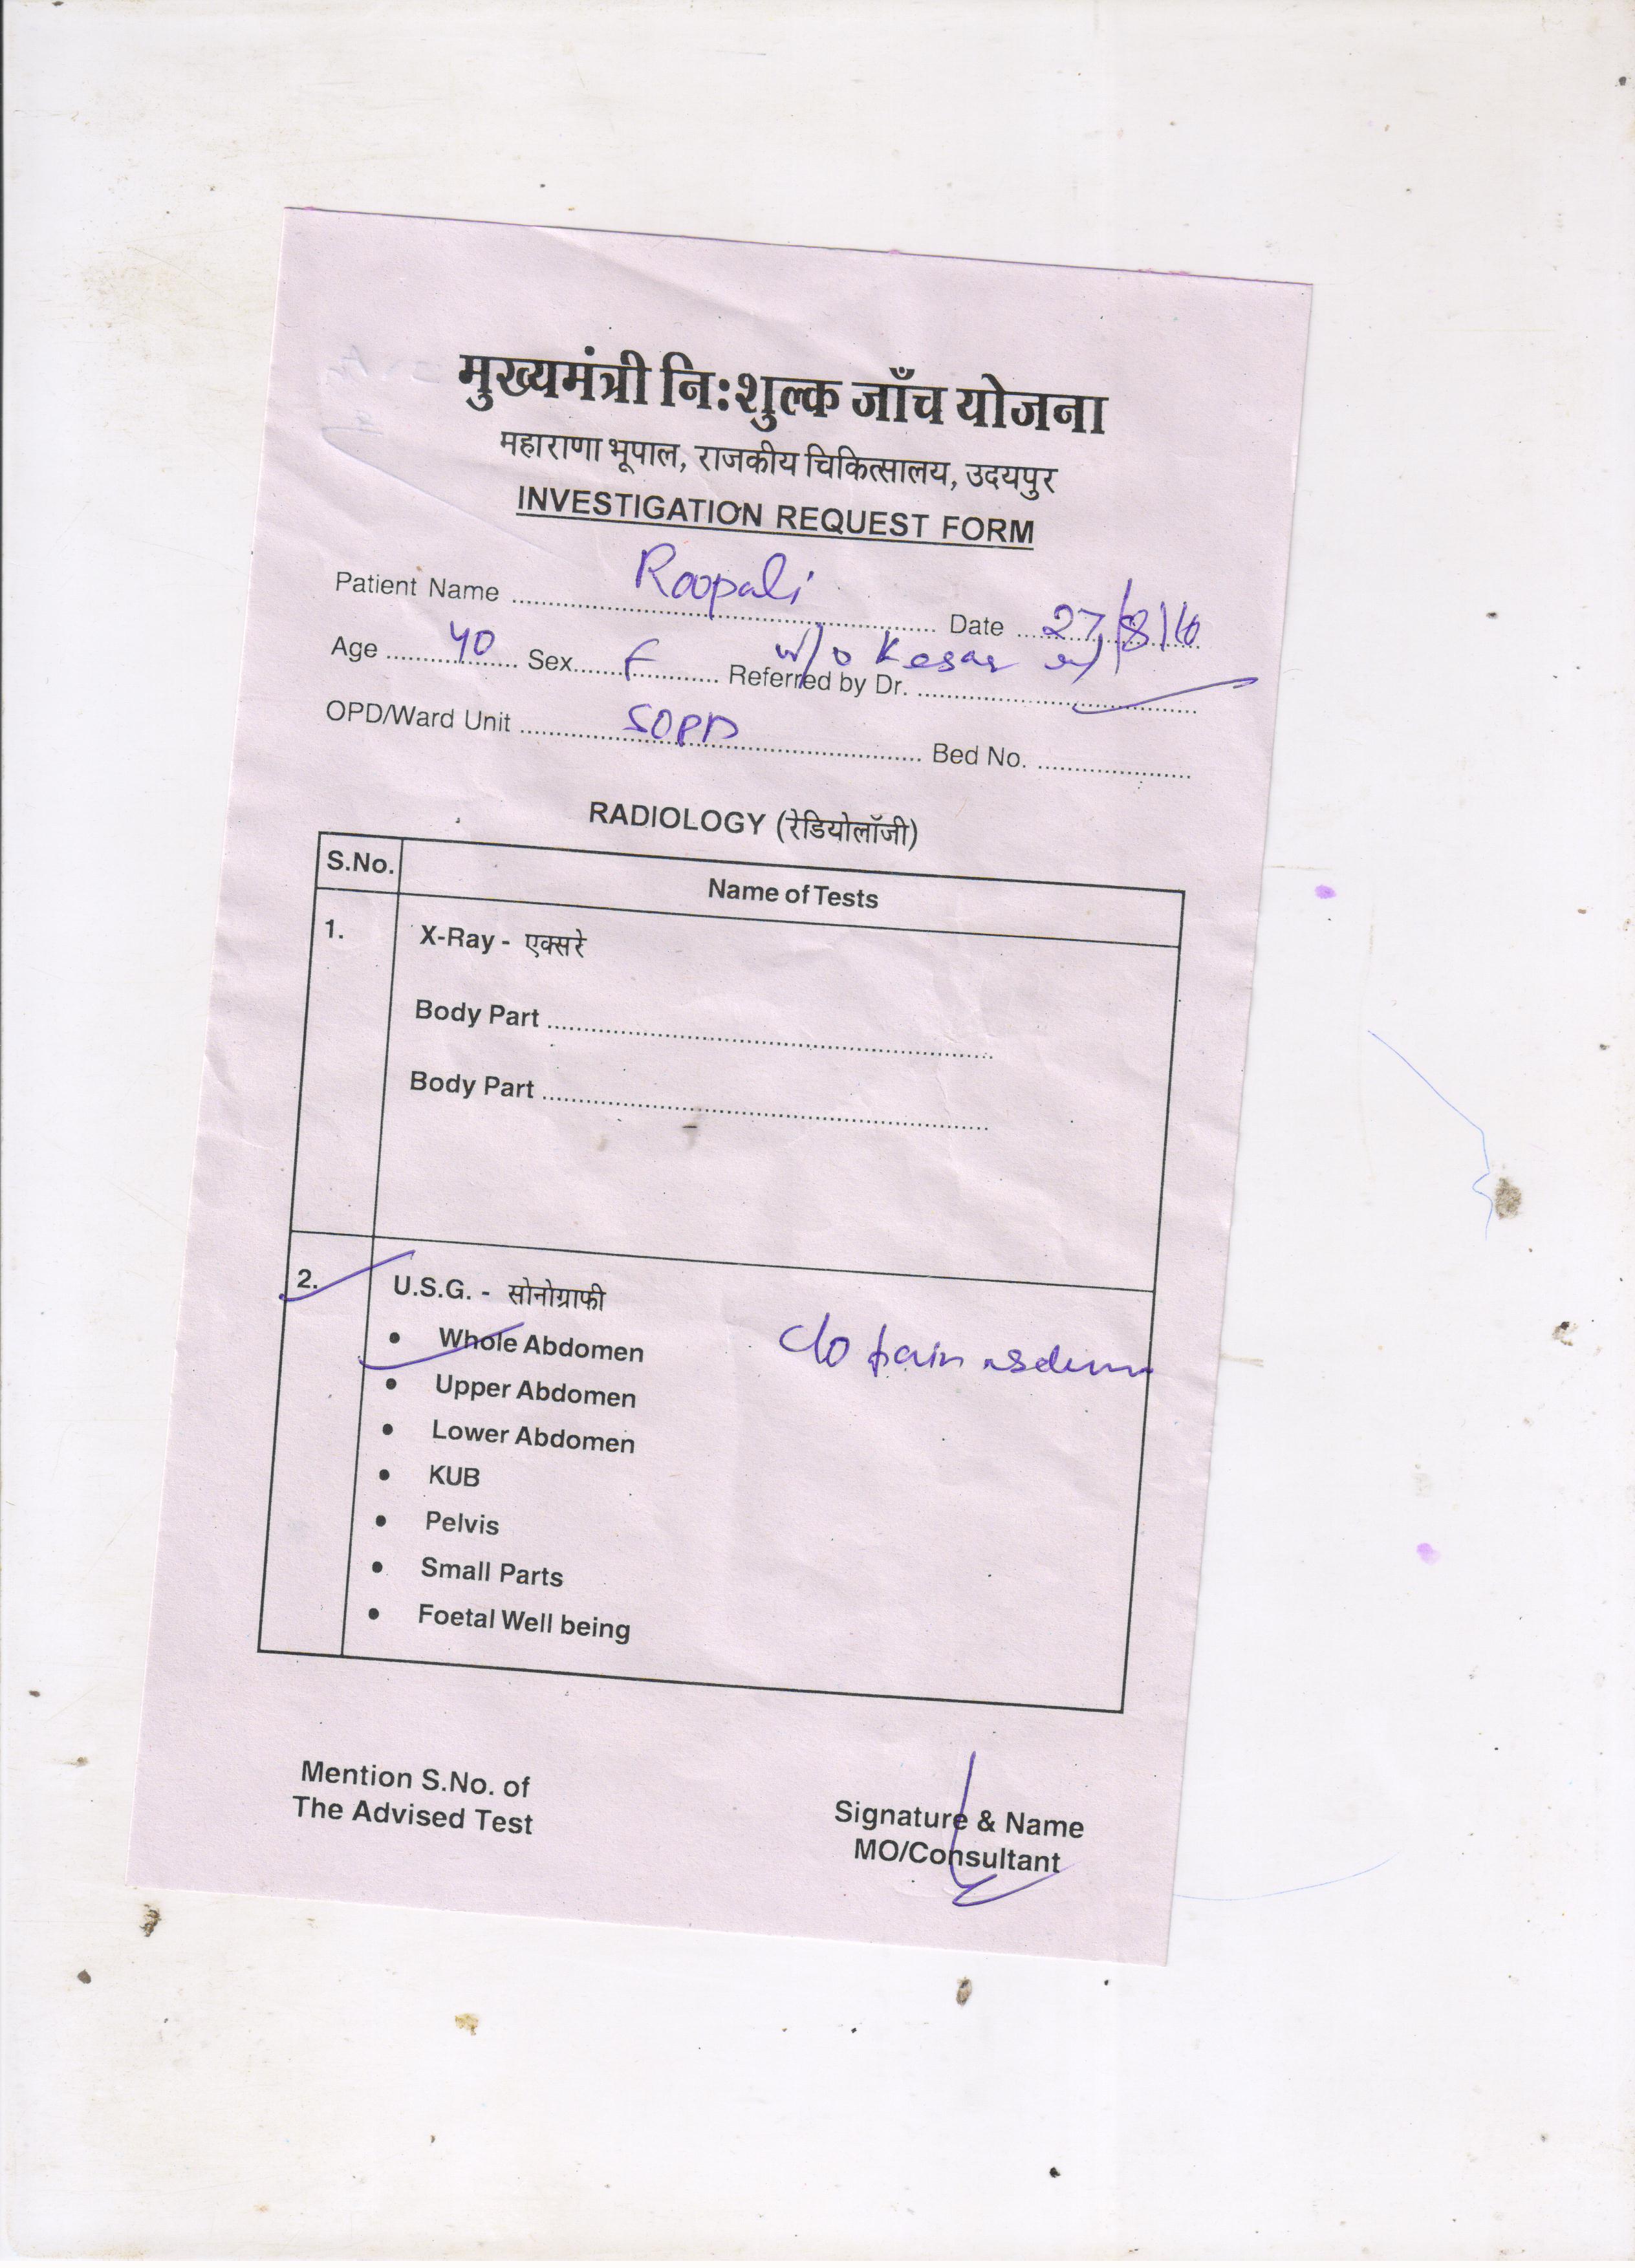 मुख्यमंत्री नि:शुल्क जाँच योजना
महाराणा भूपाल, राजकीय चिकित्सालय, उदयपुर
INVESTIGATION REQUEST FORM
Patient Name Roopali Date 27/8/16
w/o Kesar
Age 40 Sex F Referred by Dr.
OPD/Ward Unit SOPD Bed No.
RADIOLOGY (रेडियोलॉजी)
S.No. Name of Tests
1. X-Ray - एक्सरे
Body Part
Body Part
2. U.S.G. - सोनोग्राफी
• Whole Abdomen c/o pain
• Upper Abdomen
• Lower Abdomen
• KUB
• Pelvis
• Small Parts
• Foetal Well being
Mention S.No. of
The Advised Test
Signature & Name
MO/Consultant